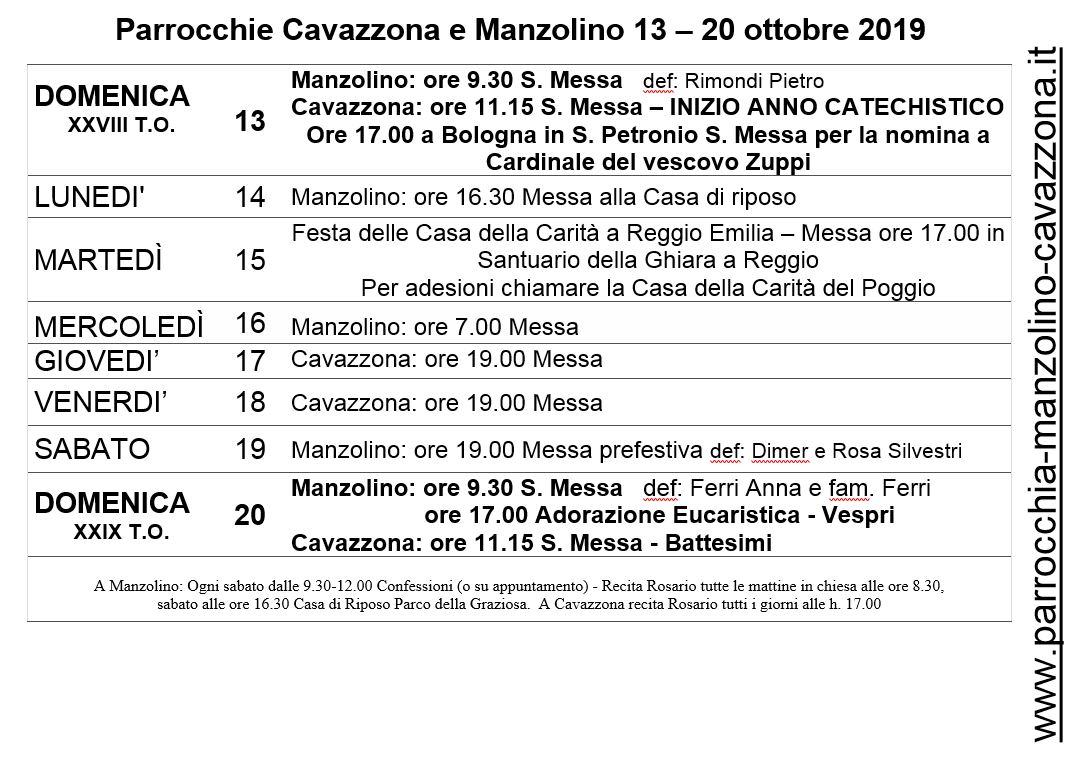 Parrocchie Cavazzona e Manzolino 13 – 20 ottobre 2019
DOMENICA
XXVIII T.O.
13
Manzolino: ore 9.30 S. Messa def: Rimondi Pietro
Cavazzona: ore 11.15 S. Messa – INIZIO ANNO CATECHISTICO
Ore 17.00 a Bologna in S. Petronio S. Messa per la nomina a
Cardinale del vescovo Zuppi
LUNEDI' 14 Manzolino: ore 16.30 Messa alla Casa di riposo
MARTEDÌ 15
Festa delle Casa della Carità a Reggio Emilia – Messa ore 17.00 in
Santuario della Ghiara a Reggio
Per adesioni chiamare la Casa della Carità del Poggio
MERCOLEDÌ 16 Manzolino: ore 7.00 Messa
GIOVEDI’ 17 Cavazzona: ore 19.00 Messa
VENERDI’ 18 Cavazzona: ore 19.00 Messa
SABATO 19 Manzolino: ore 19.00 Messa prefestiva def: Dimer e Rosa Silvestri
DOMENICA
XXIX T.O.
20
Manzolino: ore 9.30 S. Messa def: Ferri Anna e fam. Ferri
ore 17.00 Adorazione Eucaristica - Vespri
Cavazzona: ore 11.15 S. Messa - Battesimi
A Manzolino: Ogni sabato dalle 9.30-12.00 Confessioni (o su appuntamento) - Recita Rosario tutte le mattine in chiesa alle ore 8.30,
sabato alle ore 16.30 Casa di Riposo Parco della Graziosa. A Cavazzona recita Rosario tutti i giorni alle h. 17.00
www.parrocchia-manzolino-cavazzona.it